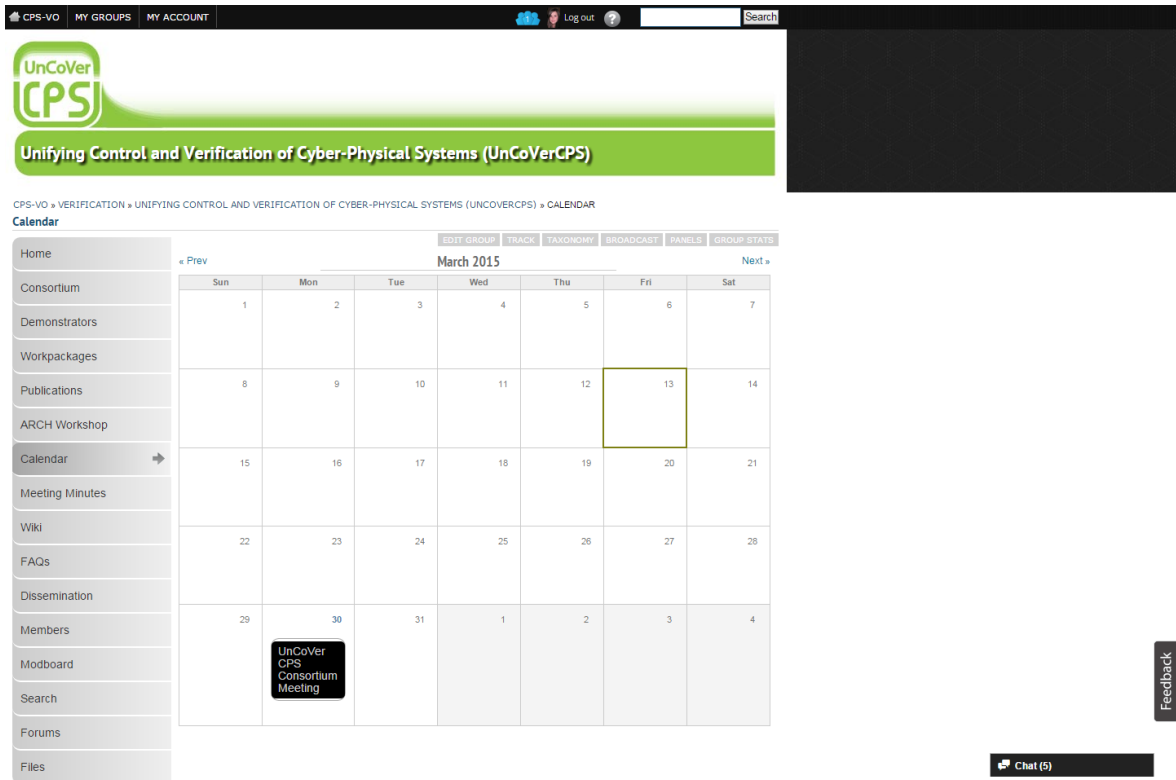 CPS-VO MY GROUPS MY ACCOUNT Log out ? Search
UnCoVer
CPS
Unifying Control and Verification of Cyber-Physical Systems (UnCoVerCPS)
CPS-VO » VERIFICATION » UNIFYING CONTROL AND VERIFICATION OF CYBER-PHYSICAL SYSTEMS (UNCOVERCPS) » CALENDAR
Calendar
EDIT GROUP TRACK TAXONOMY BROADCAST PANELS GROUP STATS
Home
Consortium
Demonstrators
Workpackages
Publications
ARCH Workshop
Calendar
Meeting Minutes
Wiki
FAQs
Dissemination
Members
Modboard
Search
Forums
Files
« Prev March 2015 Next »
Sun Mon Tue Wed Thu Fri Sat
1 2 3 4 5 6 7
8 9 10 11 12 13 14
15 16 17 18 19 20 21
22 23 24 25 26 27 28
29 30 31 1 2 3 4
UnCoVer
CPS
Consortium
Meeting
Feedback
Chat (5)